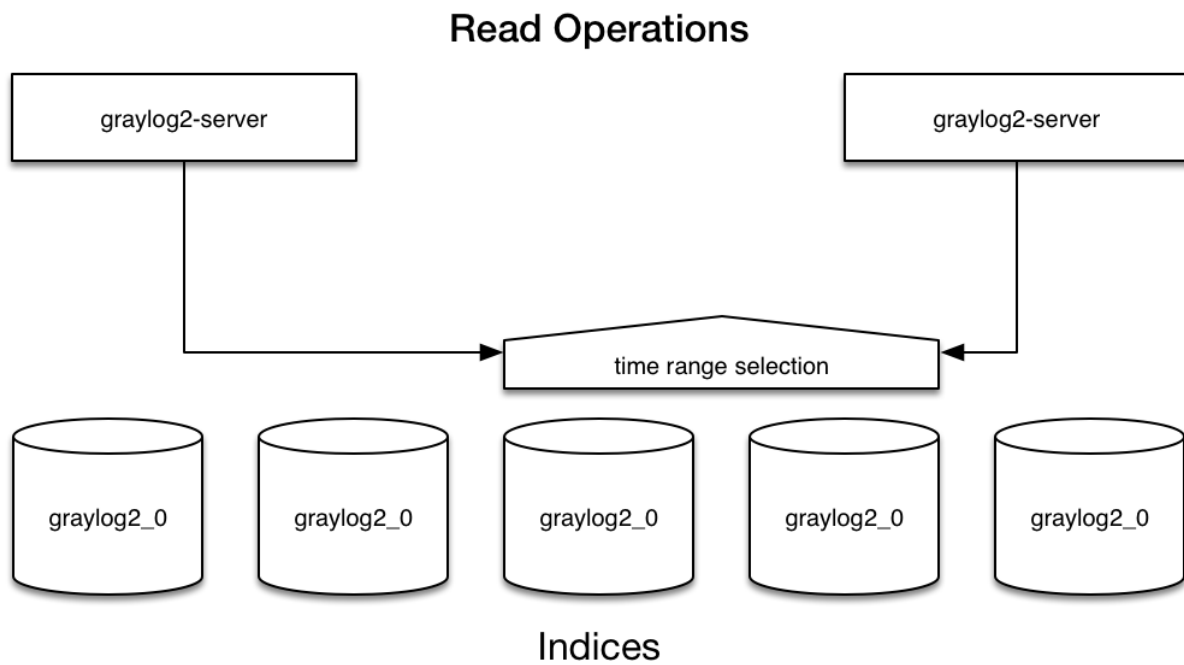 Read Operations
graylog2-server
graylog2-server
time range selection
graylog2_0
graylog2_0
graylog2_0
graylog2_0
graylog2_0
Indices